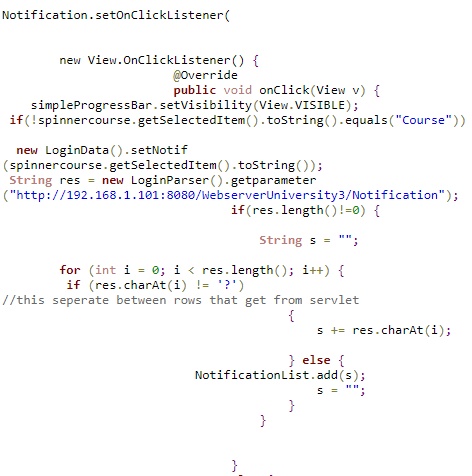 Notification.setOnClickListener(
new View.OnClickListener() {
@Override
public void onClick(View v) {
simpleProgressBar.setVisibility(View.VISIBLE);
if(!spinnercourse.getSelectedItem().toString().equals("Course"))
new LoginData().setNotif
(spinnercourse.getSelectedItem().toString());
String res = new LoginParser().getparameter
("http://192.168.1.101:8080/WebserverUniversity3/Notification");
if(res.length()!=0) {
String s = "";
for (int i = 0; i < res.length(); i++) {
if (res.charAt(i) != '?')
//this seperate between rows that get from servlet
{
s += res.charAt(i);
} else {
NotificationList.add(s);
s = "";
}
}
}